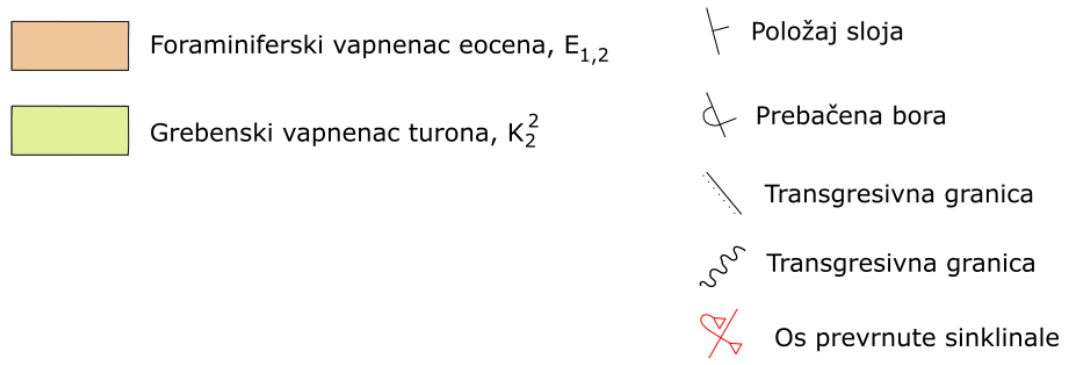 Foraminiferski vapnenac eocena, E1,2
Grebenski vapnenac turona, K22
Položaj sloja
Prebačena bora
Transgresivna granica
Transgresivna granica
Os prevrnute sinklinale